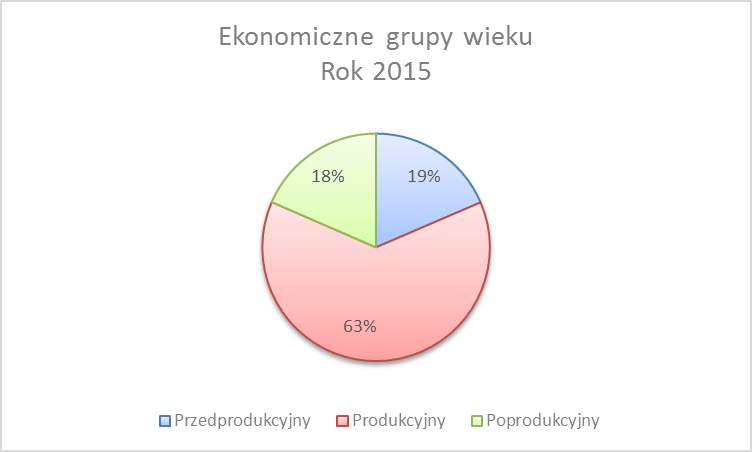 Ekonomiczne grupy wieku
Rok 2015
18%
19%
63%
Przedprodukcyjny
Produkcyjny
Poprodukcyjny